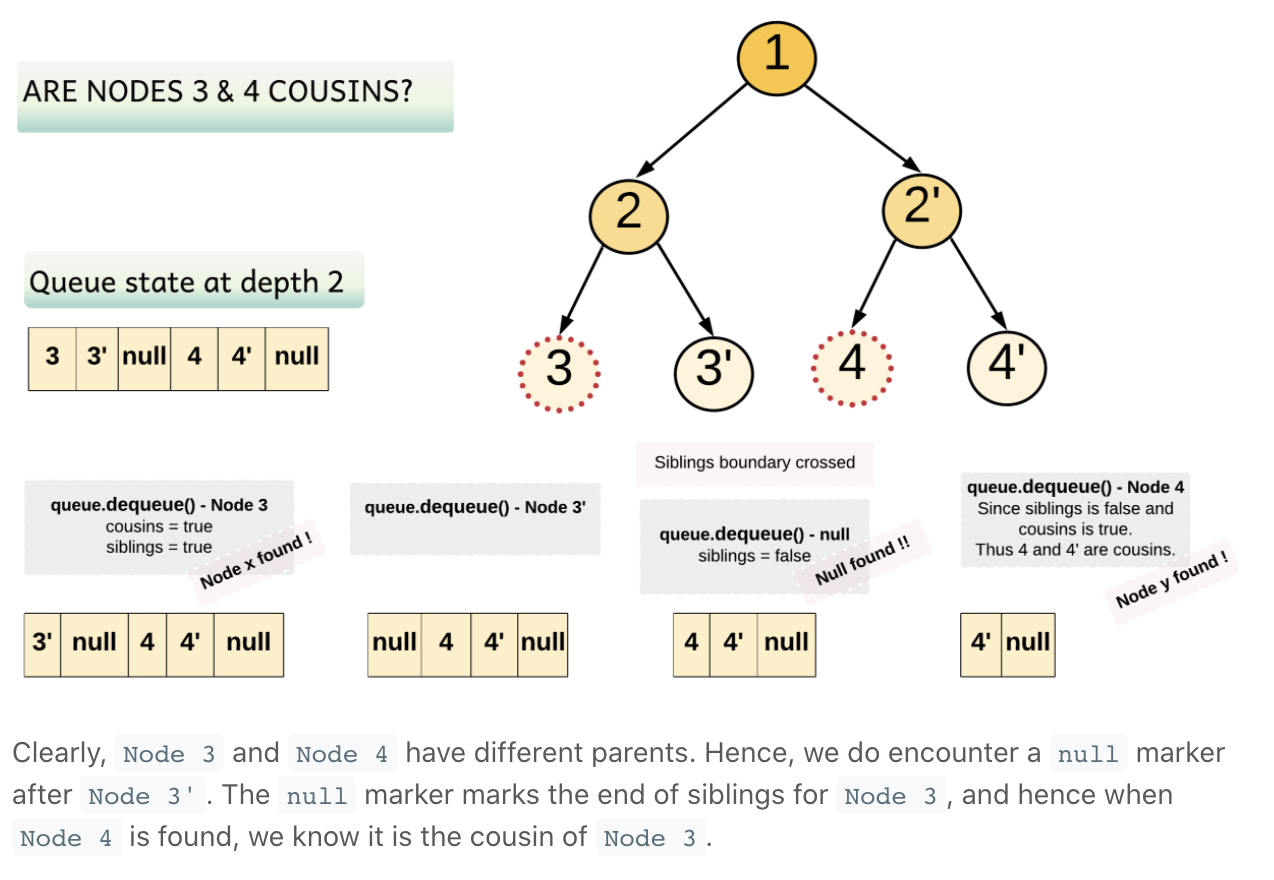 ARE NODES 3 & 4 COUSINS?
1
2
2'
3
3'
4
4'
Queue state at depth 2
3 3' null 4 4' null
queue.dequeue() - Node 3
cousins = true
siblings = true
Node x found !
3' null 4 4' null
queue.dequeue() - Node 3'
null 4 4' null
Siblings boundary crossed
queue.dequeue() - null
siblings = false
Null found !!
4 4' null
queue.dequeue() - Node 4
Since siblings is false and
cousins is true.
Thus 4 and 4' are cousins.
Node y found !
4' null
Clearly, Node 3 and Node 4 have different parents. Hence, we do encounter a null marker
after Node 3'. The null marker marks the end of siblings for Node 3, and hence when
Node 4 is found, we know it is the cousin of Node 3.